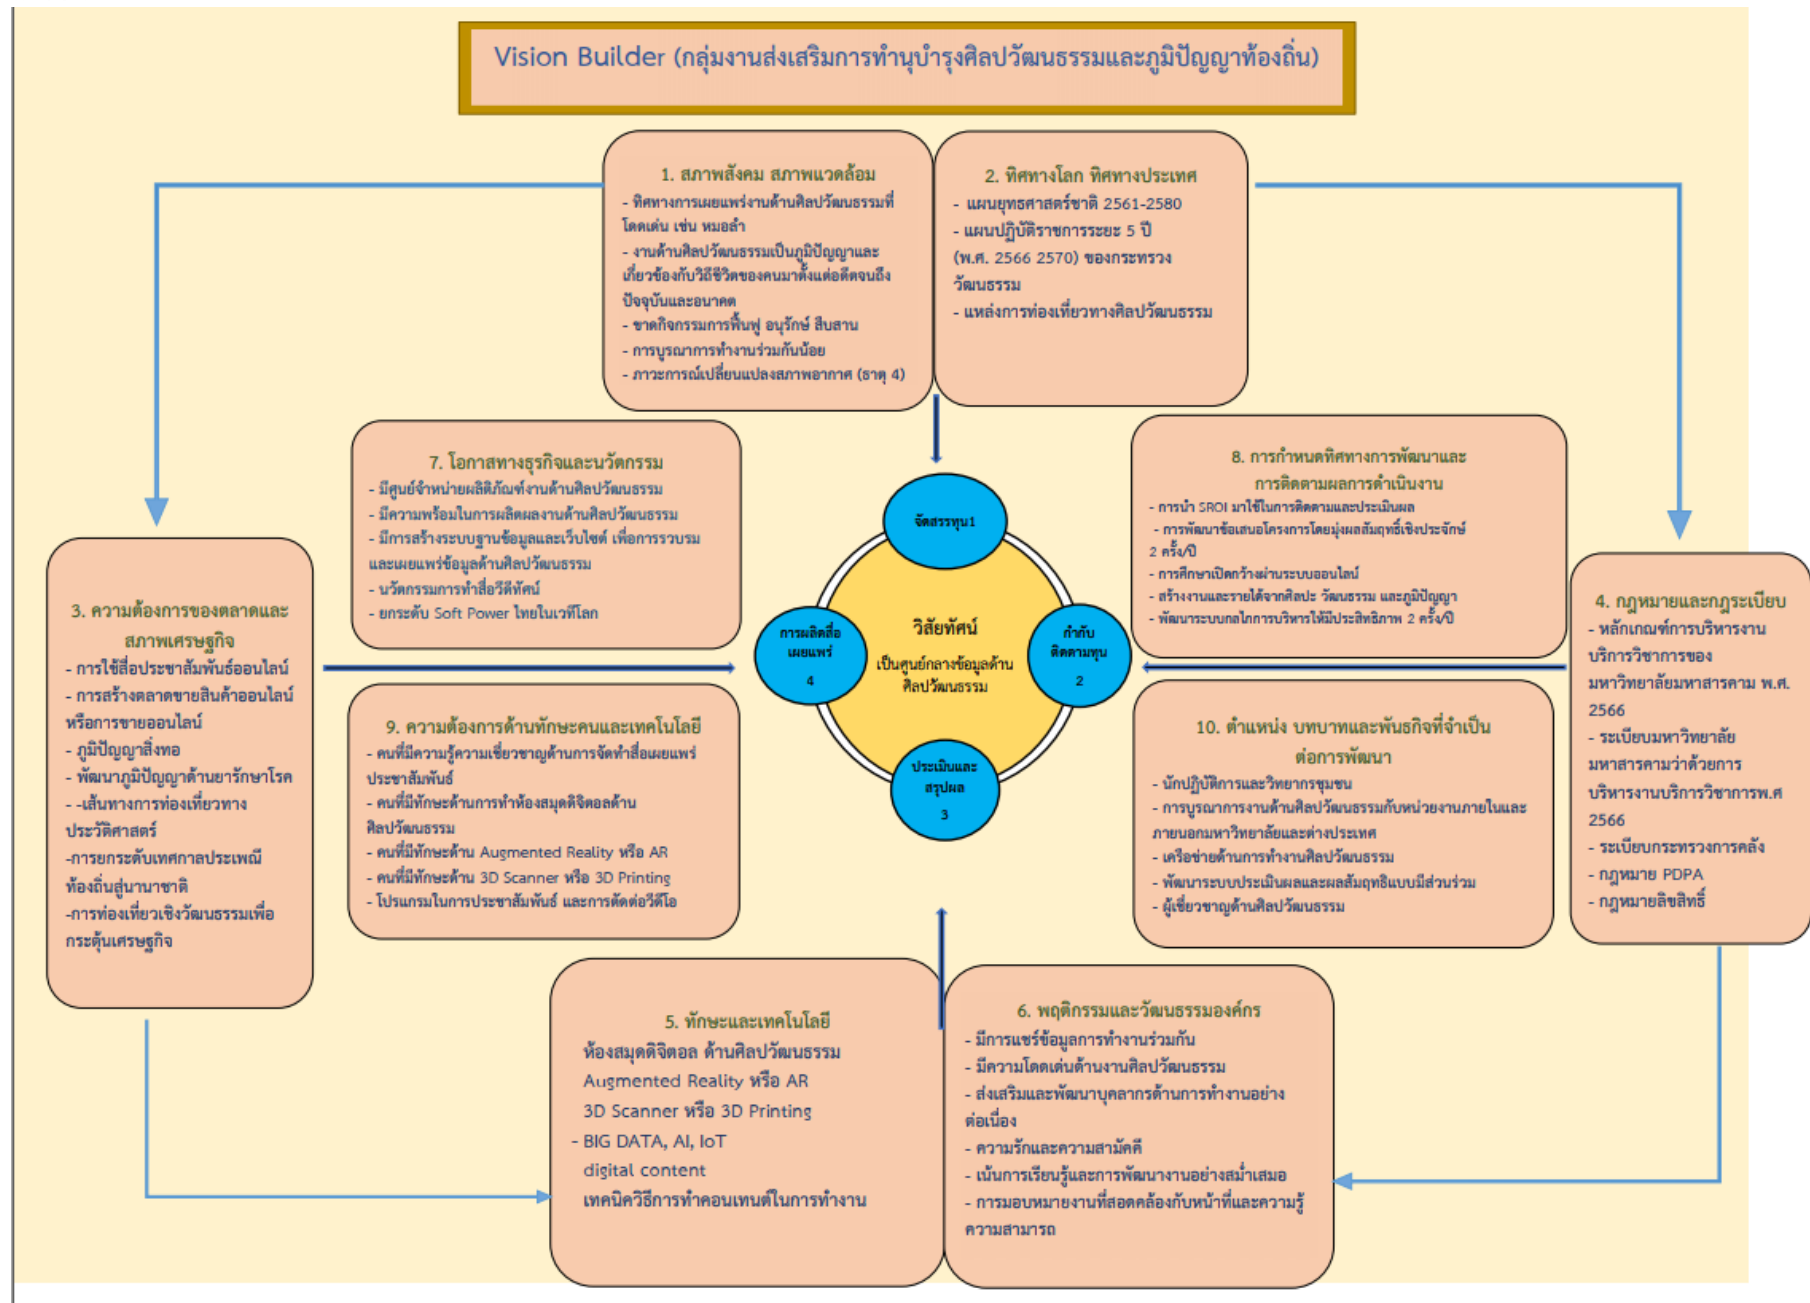 Vision Builder (กลุ่มงานส่งเสริมการทำนุบำรุงศิลปวัฒนธรรมและภูมิปัญญาท้องถิ่น)
1. สภาพสังคม สภาพแวดล้อม
- ทิศทางการเผยแพร่งานด้านศิลปวัฒนธรรมที่
โดดเด่น เช่น หมอลำ
- งานด้านศิลปวัฒนธรรมเป็นภูมิปัญญาและ
เกี่ยวข้องกับวิถีชีวิตของคนมาตั้งแต่อดีตจนถึง
ปัจจุบันและอนาคต
- ขาดกิจกรรมการฟื้นฟู อนุรักษ์ สืบสาน
- การบูรณาการทำงานร่วมกันน้อย
- ภาวะการณ์เปลี่ยนแปลงสภาพอากาศ (ธาตุ 4)
2. ทิศทางโลก ทิศทางประเทศ
- แผนยุทธศาสตร์ชาติ 2561-2580
- แผนปฏิบัติราชการระยะ 5 ปี
(พ.ศ. 2566 2570) ของกระทรวง
วัฒนธรรม
- แหล่งการท่องเที่ยวทางศิลปวัฒนธรรม
7. โอกาสทางธุรกิจและนวัตกรรม
- มีศูนย์จำหน่ายผลิตภัณฑ์งานด้านศิลปวัฒนธรรม
- มีความพร้อมในการผลิตผลงานด้านศิลปวัฒนธรรม
- มีการสร้างระบบฐานข้อมูลและเว็บไซต์ เพื่อการรวบรม
และเผยแพร่ข้อมูลด้านศิลปวัฒนธรรม
- นวัตกรรมการทำสื่อวีดีทัศน์
- ยกระดับ Soft Power ไทยในเวทีโลก
8. การกำหนดทิศทางการพัฒนาและ
การติดตามผลการดำเนินงาน
- การนำ SROI มาใช้ในการติดตามและประเมินผล
- การพัฒนาข้อเสนอโครงการโดยมุ่งผลสัมฤทธิ์เชิงประจักษ์
2 ครั้ง/ปี
- การศึกษาเปิดกว้างผ่านระบบออนไลน์
- สร้างงานและรายได้จากศิลปะ วัฒนธรรม และภูมิปัญญา
- พัฒนาระบบกลไกการบริหารให้มีประสิทธิภาพ 2 ครั้ง/ปี
3. ความต้องการของตลาดและ
สภาพเศรษฐกิจ
- การใช้สื่อประชาสัมพันธ์ออนไลน์
- การสร้างตลาดขายสินค้าออนไลน์
หรือการขายออนไลน์
- ภูมิปัญญาสิ่งทอ
- พัฒนาภูมิปัญญาด้านยารักษาโรค
- -เส้นทางการท่องเที่ยวทาง
ประวัติศาสตร์
-การยกระดับเทศกาลประเพณี
ท้องถิ่นสู่นานาชาติ
-การท่องเที่ยวเชิงวัฒนธรรมเพื่อ
กระตุ้นเศรษฐกิจ
จัดสรรทุน1
การผลิตสื่อ
เผยแพร่
4
วิสัยทัศน์
เป็นศูนย์กลางข้อมูลด้าน
ศิลปวัฒนธรรม
กำกับ
ติดตามทุน
2
ประเมินและ
สรุปผล
3
4. กฎหมายและกฎระเบียบ
- หลักเกณฑ์การบริหารงาน
บริการวิชาการของ
มหาวิทยาลัยมหาสารคาม พ.ศ.
2566
- ระเบียบมหาวิทยาลัย
มหาสารคามว่าด้วยการ
บริหารงานบริการวิชาการพ.ศ
2566
- ระเบียบกระทรวงการคลัง
- กฎหมาย PDPA
- กฎหมายลิขสิทธิ์
9. ความต้องการด้านทักษะคนและเทคโนโลยี
- คนที่มีความรู้ความเชี่ยวชาญด้านการจัดทำสื่อเผยแพร่
ประชาสัมพันธ์
- คนที่มีทักษะด้านการทำห้องสมุดดิจิตอลด้าน
ศิลปวัฒนธรรม
- คนที่มีทักษะด้าน Augmented Reality หรือ AR
- คนที่มีทักษะด้าน 3D Scanner หรือ 3D Printing
- โปรแกรมในการประชาสัมพันธ์ และการตัดต่อวีดีโอ
10. ตำแหน่ง บทบาทและพันธกิจที่จำเป็น
ต่อการพัฒนา
- นักปฏิบัติการและวิทยากรชุมชน
- การบูรณาการงานด้านศิลปวัฒนธรรมกับหน่วยงานภายในและ
ภายนอกมหาวิทยาลัยและต่างประเทศ
- เครือข่ายด้านการทำงานศิลปวัฒนธรรม
- พัฒนาระบบประเมินผลและผลสัมฤทธิแบบมีส่วนร่วม
- ผู้เชี่ยวชาญด้านศิลปวัฒนธรรม
5. ทักษะและเทคโนโลยี
ห้องสมุดดิจิตอล ด้านศิลปวัฒนธรรม
Augmented Reality หรือ AR
3D Scanner หรือ 3D Printing
- BIG DATA, AI, IoT
digital content
เทคนิควิธีการทำคอนเทนต์ในการทำงาน
6. พฤติกรรมและวัฒนธรรมองค์กร
- มีการแชร์ข้อมูลการทำงานร่วมกัน
- มีความโดดเด่นด้านงานศิลปวัฒนธรรม
- ส่งเสริมและพัฒนาบุคลากรด้านการทำงานอย่าง
ต่อเนื่อง
- ความรักและความสามัคคี
- เน้นการเรียนรู้และการพัฒนางานอย่างสม่ำเสมอ
- การมอบหมายงานที่สอดคล้องกับหน้าที่และความรู้
ความสามารถ